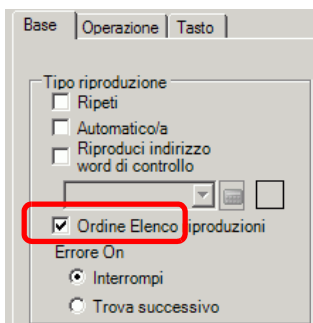 Base Operazione Tasto
Tipo riproduzione
Ripeti
Automatico/a
Riproduci indirizzo
word di controllo
Ordine Elenco riproduzioni
Errore On
Interrompi
Trova successivo